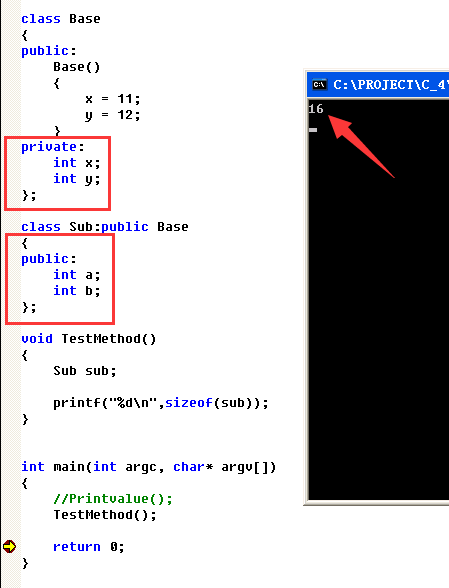 class Base
{
public:
    Base()
    {
        x = 11;
        y = 12;
    }
private:
    int x;
    int y;
};
class Sub:public Base
{
public:
    int a;
    int b;
};
void TestMethod()
{
    Sub sub;
    printf("%d\n",sizeof(sub));
}
int main(int argc, char* argv[])
{
    //Printvalue();
    TestMethod();
    return 0;
}
C:\PROJECT\C_4\
16